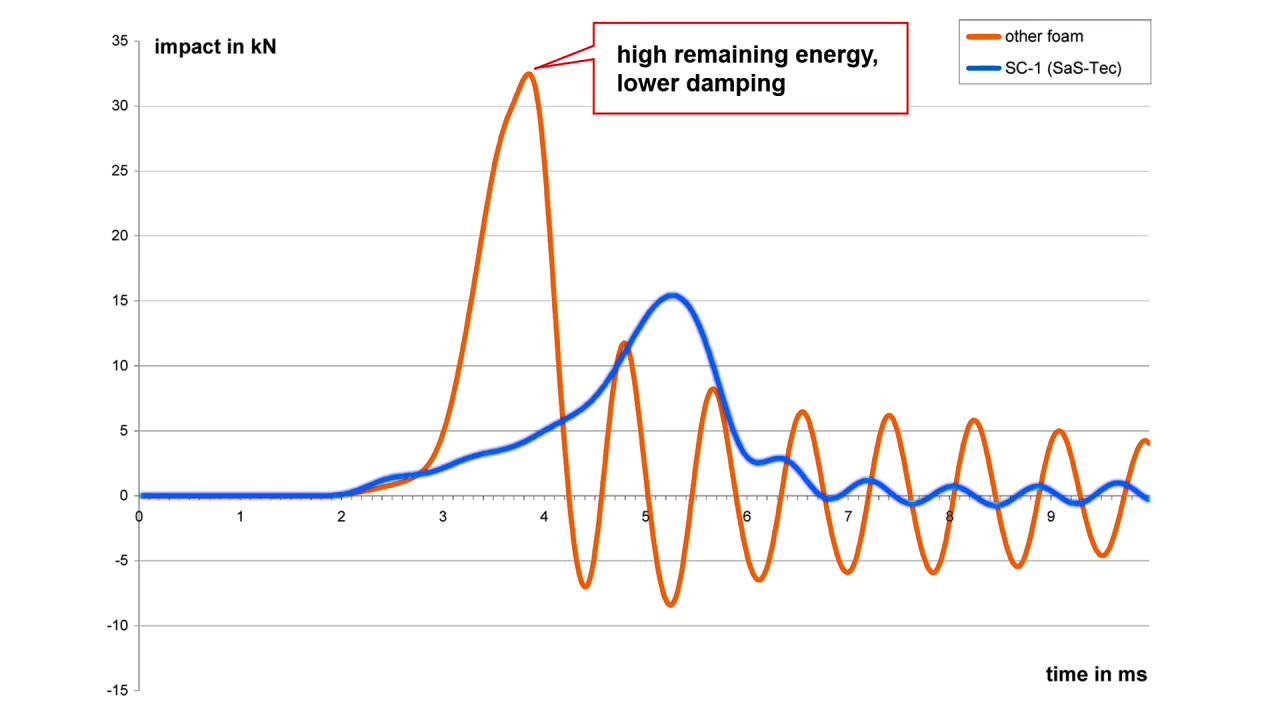 impact in kN
high remaining energy,
lower damping
other foam
SC-1 (SaS-Tec)
35
30
25
20
15
10
5
0
-5
-10
-15
0 1 2 3 4 5 6 7 8 9
time in ms